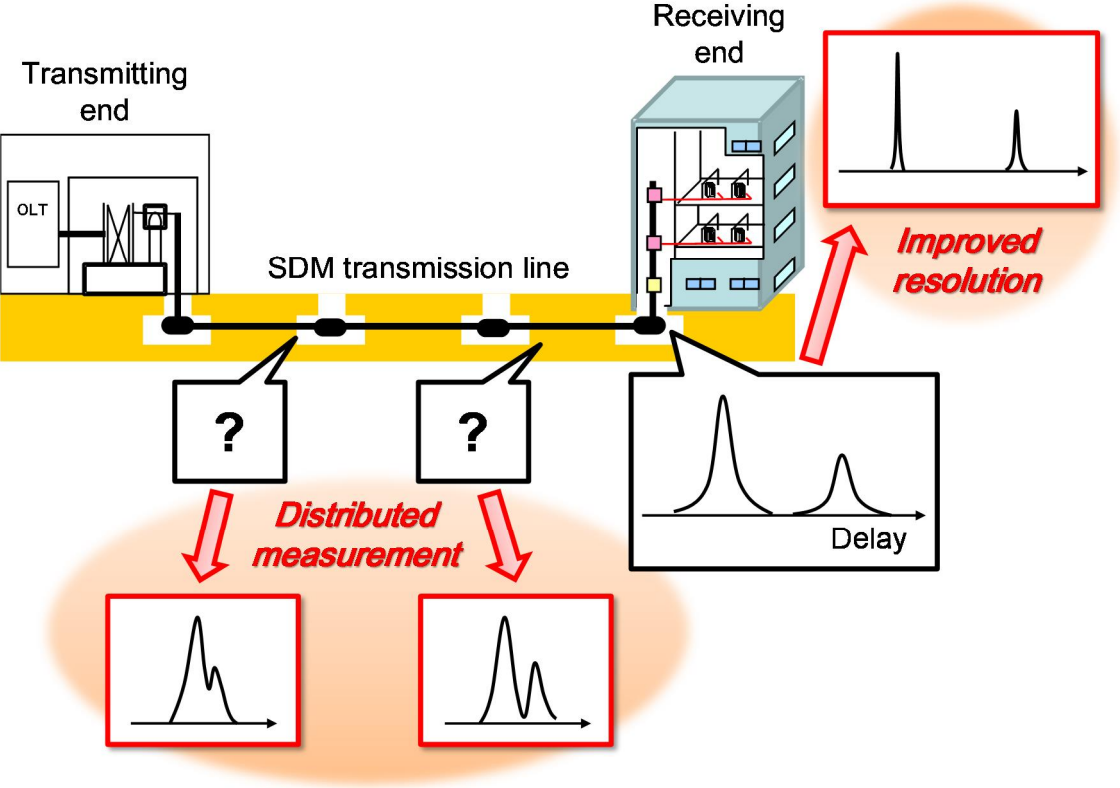 Transmitting
end
Receiving
end
OLT
SDM transmission line
Improved
resolution
?
?
Delay
Distributed
measurement